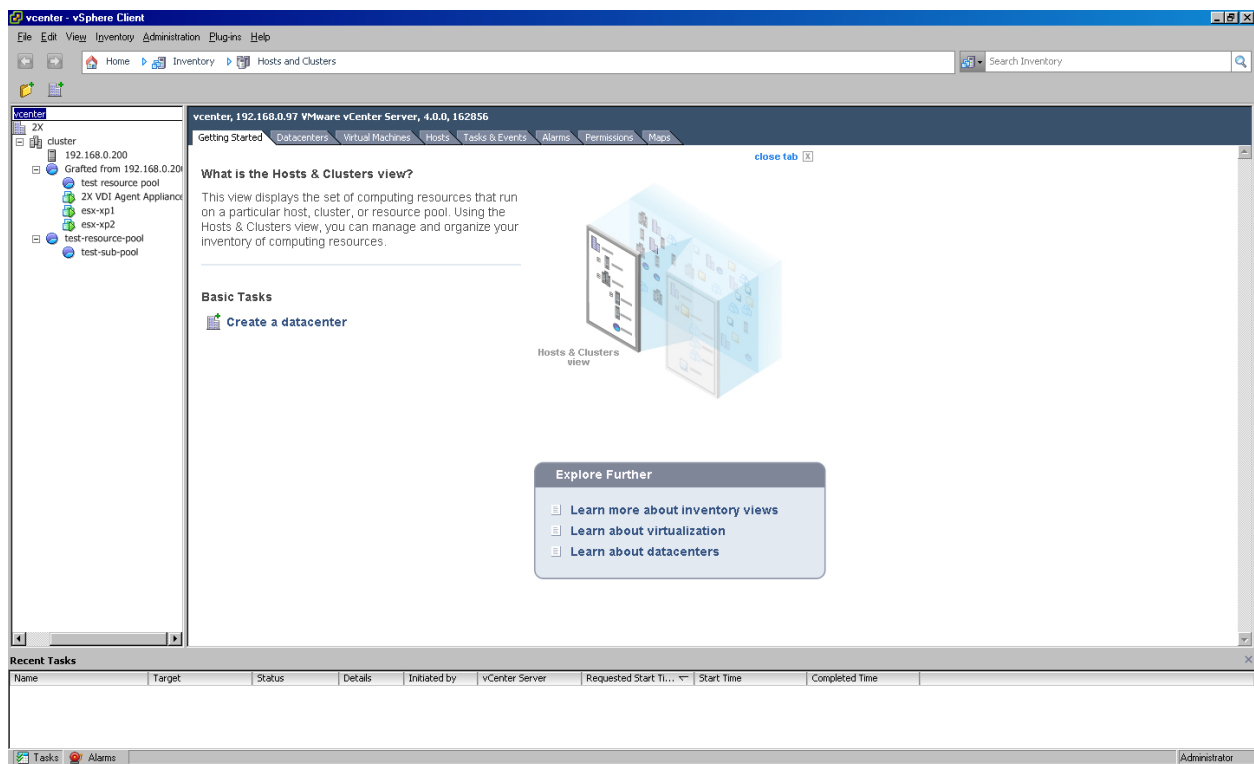 vcenter - vSphere Client
File Edit View Inventory Administration Plug-ins Help
Home Inventory Hosts and Clusters Search Inventory
vcenter
2X
cluster
192.168.0.200
Grafted from 192.168.0.20
test resource pool
2X VDI Agent Appliance
esx-xp1
esx-xp2
test-resource-pool
test-sub-pool
vcenter, 192.168.0.97 VMware vCenter Server, 4.0.0, 162856
Getting Started Datacenters Virtual Machines Hosts Tasks & Events Alarms Permissions Maps
close tab X
What is the Hosts & Clusters view?
This view displays the set of computing resources that run
on a particular host, cluster, or resource pool. Using the
Hosts & Clusters view, you can manage and organize your
inventory of computing resources.
Basic Tasks
Create a datacenter
Hosts & Clusters
view
Explore Further
Learn more about inventory views
Learn about virtualization
Learn about datacenters
Recent Tasks
Name Target Status Details Initiated by vCenter Server Requested Start Ti... Start Time Completed Time
Tasks Alarms Administrator